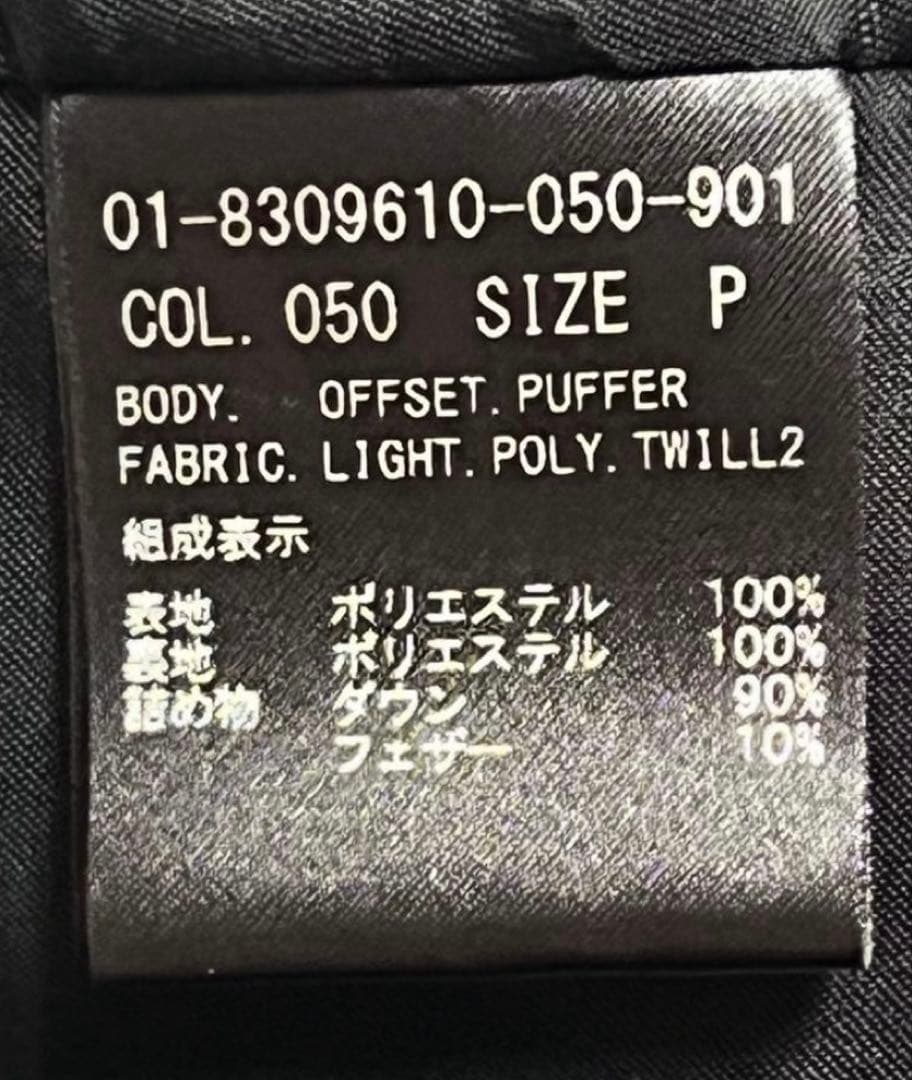 01-8309610-050-901
COL. 050 SIZE P
BODY. OFFSET. PUFFER
FABRIC. LIGHT. POLY. TWILL2
組成表示
表地 ポリエステル 100%
裏地 ポリエステル 100%
詰め物 ダウン 90%
フェザー 10%